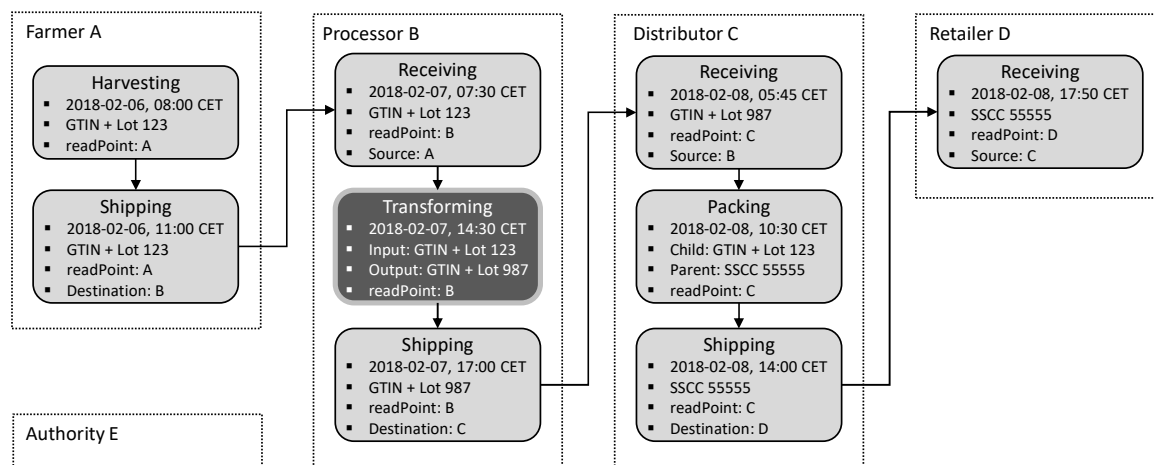 Farmer A
Harvesting
▪ 2018-02-06, 08:00 CET
▪ GTIN + Lot 123
▪ readPoint: A
Shipping
▪ 2018-02-06, 11:00 CET
▪ GTIN + Lot 123
▪ readPoint: A
▪ Destination: B
Authority E
Processor B
Receiving
▪ 2018-02-07, 07:30 CET
▪ GTIN + Lot 123
▪ readPoint: B
▪ Source: A
Transforming
▪ 2018-02-07, 14:30 CET
▪ Input: GTIN + Lot 123
▪ Output: GTIN + Lot 987
▪ readPoint: B
Shipping
▪ 2018-02-07, 17:00 CET
▪ GTIN + Lot 987
▪ readPoint: B
▪ Destination: C
Distributor C
Receiving
▪ 2018-02-08, 05:45 CET
▪ GTIN + Lot 987
▪ readPoint: C
▪ Source: B
Packing
▪ 2018-02-08, 10:30 CET
▪ Child: GTIN + Lot 123
▪ Parent: SSCC 55555
▪ readPoint: C
Shipping
▪ 2018-02-08, 14:00 CET
▪ SSCC 55555
▪ readPoint: C
▪ Destination: D
Retailer D
Receiving
▪ 2018-02-08, 17:50 CET
▪ SSCC 55555
▪ readPoint: D
▪ Source: C